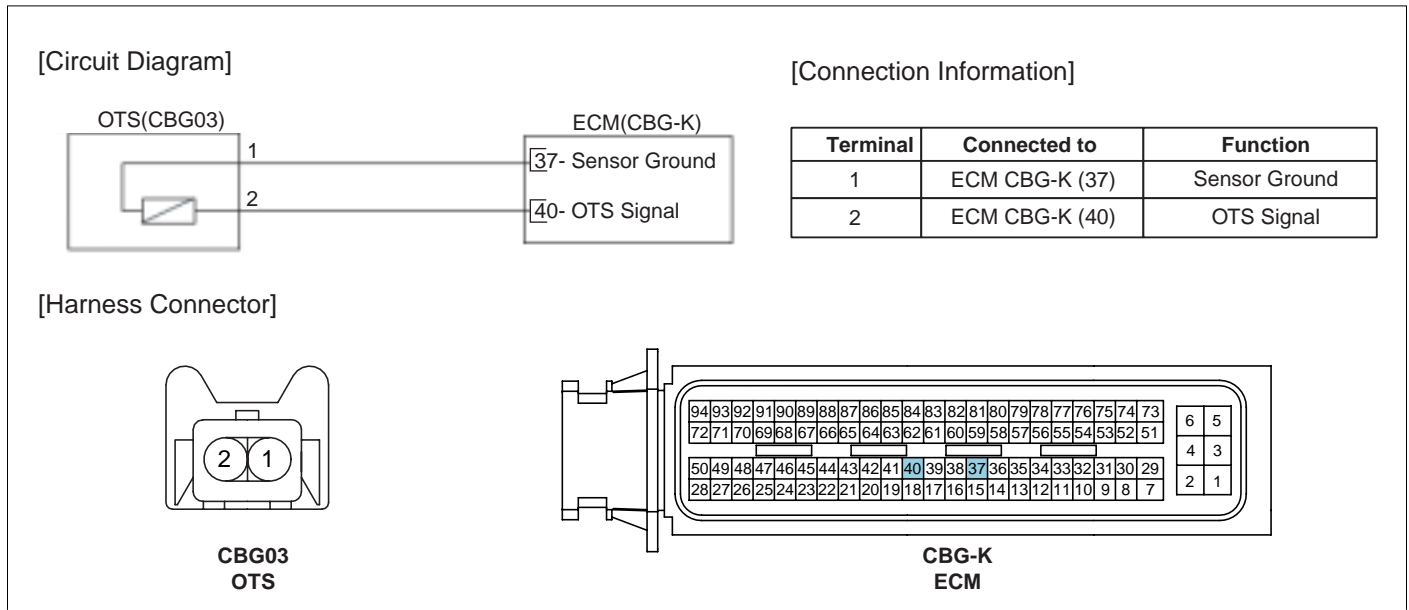 [Circuit Diagram]
OTS(CBG03)
ECM(CBG-K)
1
37- Sensor Ground
2
40- OTS Signal
[Connection Information]
Terminal Connected to Function
1 ECM CBG-K (37) Sensor Ground
2 ECM CBG-K (40) OTS Signal
[Harness Connector]
2 1
CBG03
OTS
94 93 92 91 90 89 88 87 86 85 84 83 82 81 80 79 78 77 76 75 74 73
72 71 70 69 68 67 66 65 64 63 62 61 60 59 58 57 56 55 54 53 52 51
50 49 48 47 46 45 44 43 42 41 40 39 38 37 36 35 34 33 32 31 30 29
28 27 26 25 24 23 22 21 20 19 18 17 16 15 14 13 12 11 10 9 8 7
6 5
4 3
2 1
CBG-K
ECM